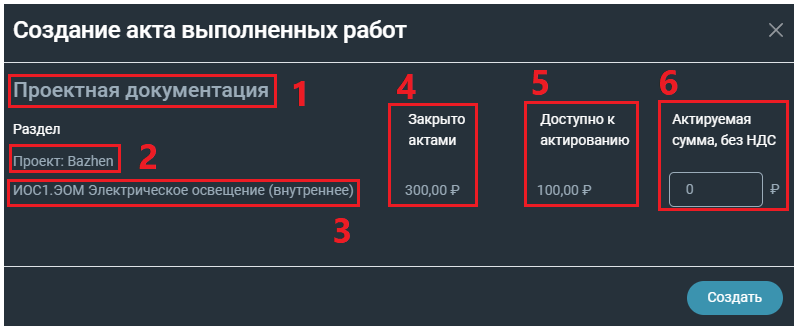 Создание акта выполненных работ
Проектная документация 1 4 5 6
Раздел
Закрыто актами
Доступно к актированию
Актируемая сумма, без НДС
Проект: Bazhen 2
ИОС1.ЭОМ Электрическое освещение (внутреннее) 300,00 ₽ 100,00 ₽ 0 ₽
3
Создать